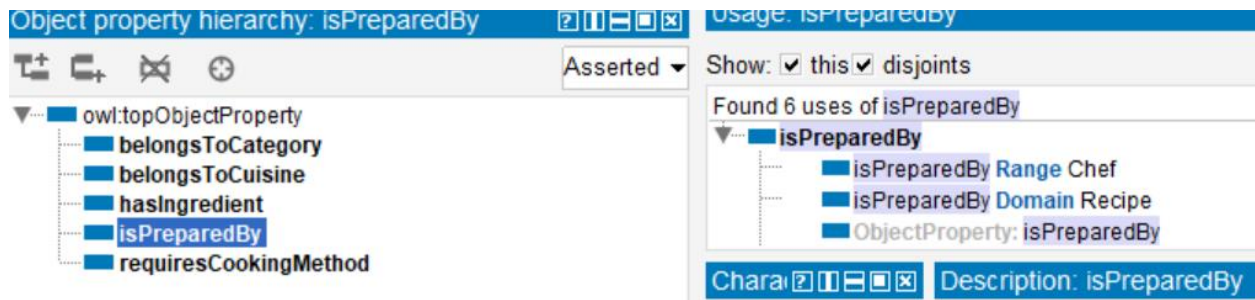 Object property hierarchy: isPreparedBy
Asserted
owl:topObjectProperty
belongsToCategory
belongsToCuisine
hasIngredient
isPreparedBy
requiresCookingMethod
Usage: isPreparedBy
Show: this disjoints
Found 6 uses of isPreparedBy
isPreparedBy
isPreparedBy Range Chef
isPreparedBy Domain Recipe
ObjectProperty: isPreparedBy
Chara
Description: isPreparedBy